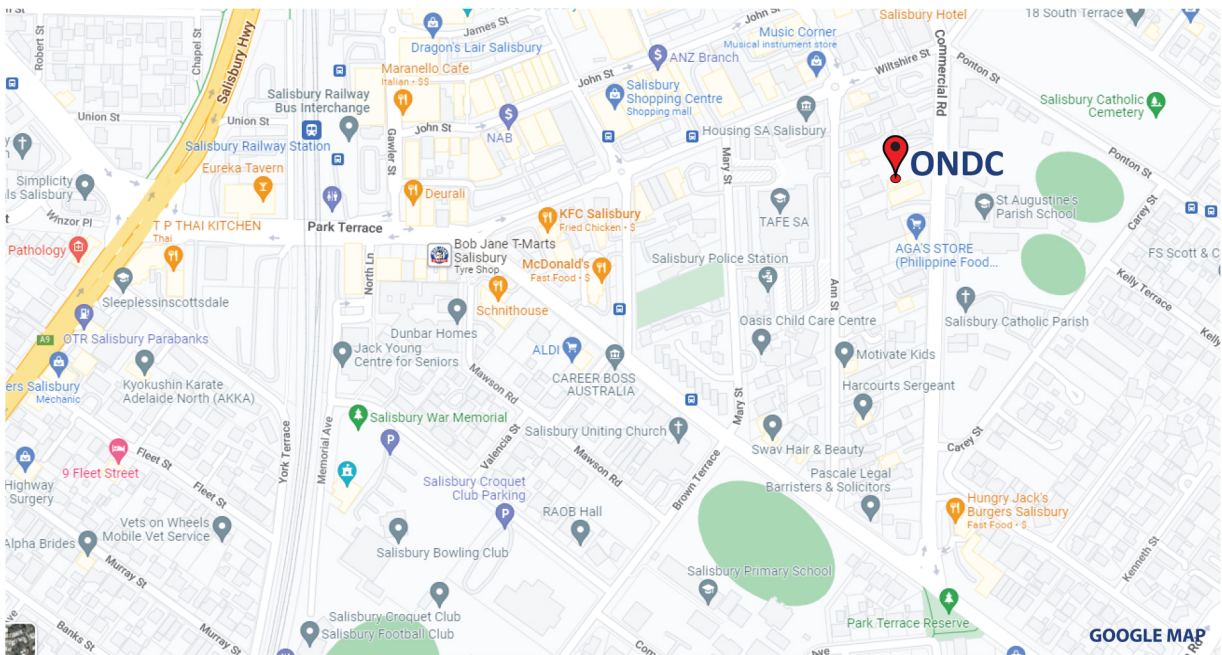 James St
Salisbury Hotel
18 South Terrace
Dragon's Lair Salisbury
Music Corner
Musical instrument store
John St
Robert St
Chapel St
Salisbury Hwy
Maranello Cafe
Italian • $$
John St
ANZ Branch
Wiltshire St
Commercial Rd
Ponton St
Salisbury Railway
Bus Interchange
Salisbury
Shopping Centre
Shopping mall
Salisbury Catholic
Cemetery
Union St
Union St
Gawler St
John St
NAB
Housing SA Salisbury
Salisbury Railway Station
Eureka Tavern
Mary St
ONDC
Ponton St
Simplicity
Deurali
TAFE SA
St Augustine's
Parish School
Carey St
Winzor Pl
T P THAI KITCHEN
Thai
Park Terrace
KFC Salisbury
Fried Chicken • $
Pathology
Bob Jane T-Marts
Salisbury
Tyre Shop
McDonald's
Fast Food • $
Salisbury Police Station
AGA'S STORE
(Philippine Food...
FS Scott & C
North Ln
Kelly Terrace
Sleeplessinscottsdale
Schnithouse
Ann St
A9
OTR Salisbury Parabanks
Dunbar Homes
Oasis Child Care Centre
Salisbury Catholic Parish
Kelly
Jack Young
Centre for Seniors
ALDI
Motivate Kids
ers Salisbury
Mechanic
Kyokushin Karate
Adelaide North (AKKA)
Mawson Rd
CAREER BOSS
AUSTRALIA
Harcourts Sergeant
Mary St
Salisbury War Memorial
Salisbury Uniting Church
York Terrace
Memorial Ave
Valencia St
Swav Hair & Beauty
Carey St
9 Fleet Street
Fleet St
Mawson Rd
Brown Terrace
Highway
Surgery
Fleet St
Salisbury Croquet
Club Parking
Pascale Legal
Barristers & Solicitors
Hungry Jack's
Burgers Salisbury
Fast Food • $
Vets on Wheels
Mobile Vet Service
RAOB Hall
Alpha Brides
Salisbury Bowling Club
Kenneth St
Murray St
Salisbury Primary School
Salisbury Croquet Club
Salisbury Football Club
Park Terrace Reserve
Banks St
Murray St
GOOGLE MAP